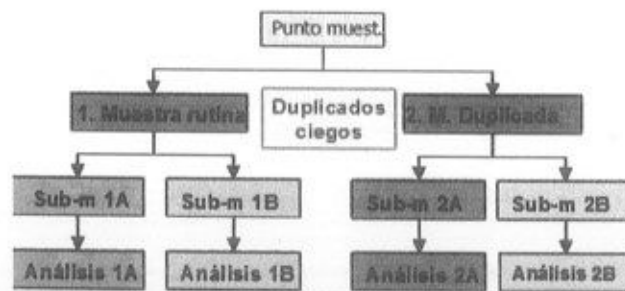 Punto muest.
1. Muestra rutina
Duplicados
ciegos
2. M. Duplicada
Sub-m 1A
Sub-m 1B
Sub-m 2A
Sub-m 2B
Análisis 1A
Análisis 1B
Análisis 2A
Análisis 2B